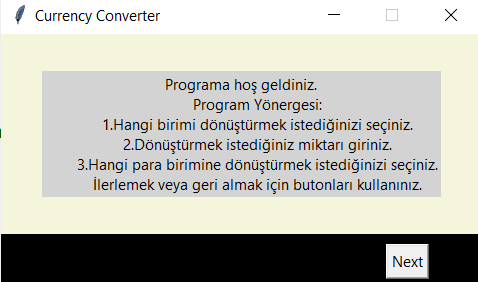 Currency Converter
Programa hoş geldiniz.
Program Yönergesi:
1.Hangi birimi dönüştürmek istediğinizi seçiniz.
2.Dönüştürmek istediğiniz miktarı giriniz.
3.Hangi para birimine dönüştürmek istediğinizi seçiniz.
İlerlemek veya geri almak için butonları kullanınız.
Next